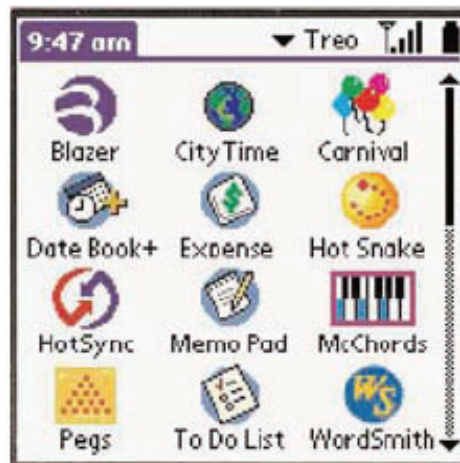 9:47 am Treo
Blazer CityTime Carnival
Date Book+ Expense Hot Snake
HotSync Memo Pad McChords
WS
Pegs To Do List WordSmith